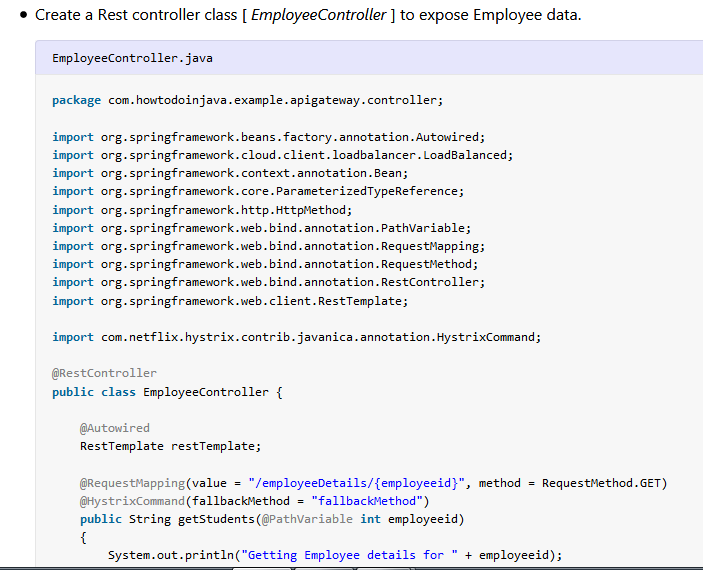 Create a Rest controller class [ EmployeeController ] to expose Employee data.
EmployeeController.java
package com.howtodoinjava.example.apigateway.controller;
import org.springframework.beans.factory.annotation.Autowired;
import org.springframework.cloud.client.loadbalancer.LoadBalanced;
import org.springframework.context.annotation.Bean;
import org.springframework.core.ParameterizedTypeReference;
import org.springframework.http.HttpMethod;
import org.springframework.web.bind.annotation.PathVariable;
import org.springframework.web.bind.annotation.RequestMapping;
import org.springframework.web.bind.annotation.RequestMethod;
import org.springframework.web.bind.annotation.RestController;
import org.springframework.web.client.RestTemplate;
import com.netflix.hystrix.contrib.javanica.annotation.HystrixCommand;
@RestController
public class EmployeeController {
@Autowired
RestTemplate restTemplate;
@RequestMapping(value = "/employeeDetails/{employeeid}", method = RequestMethod.GET)
@HystrixCommand(fallbackMethod = "fallbackMethod")
public String getStudents(@PathVariable int employeeid)
{
System.out.println("Getting Employee details for " + employeeid);